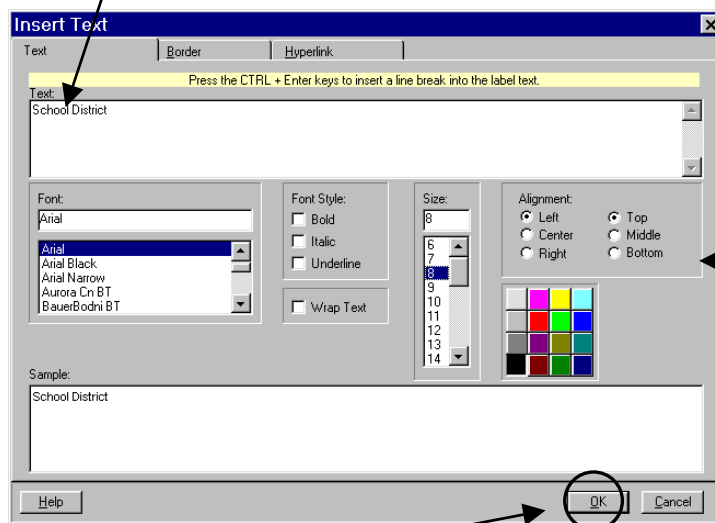 Insert Text
Text Border Hyperlink
Press the CTRL + Enter keys to insert a line break into the label text.
Text:
School District
Font:
Arial
Arial
Arial Black
Arial Narrow
Aurora Cn BT
BauerBodni BT
Font Style:
Bold
Italic
Underline
Wrap Text
Size:
8
6
7
8
9
10
11
12
13
14
Alignment:
Left Top
Center Middle
Right Bottom
Sample:
School District
Help OK Cancel